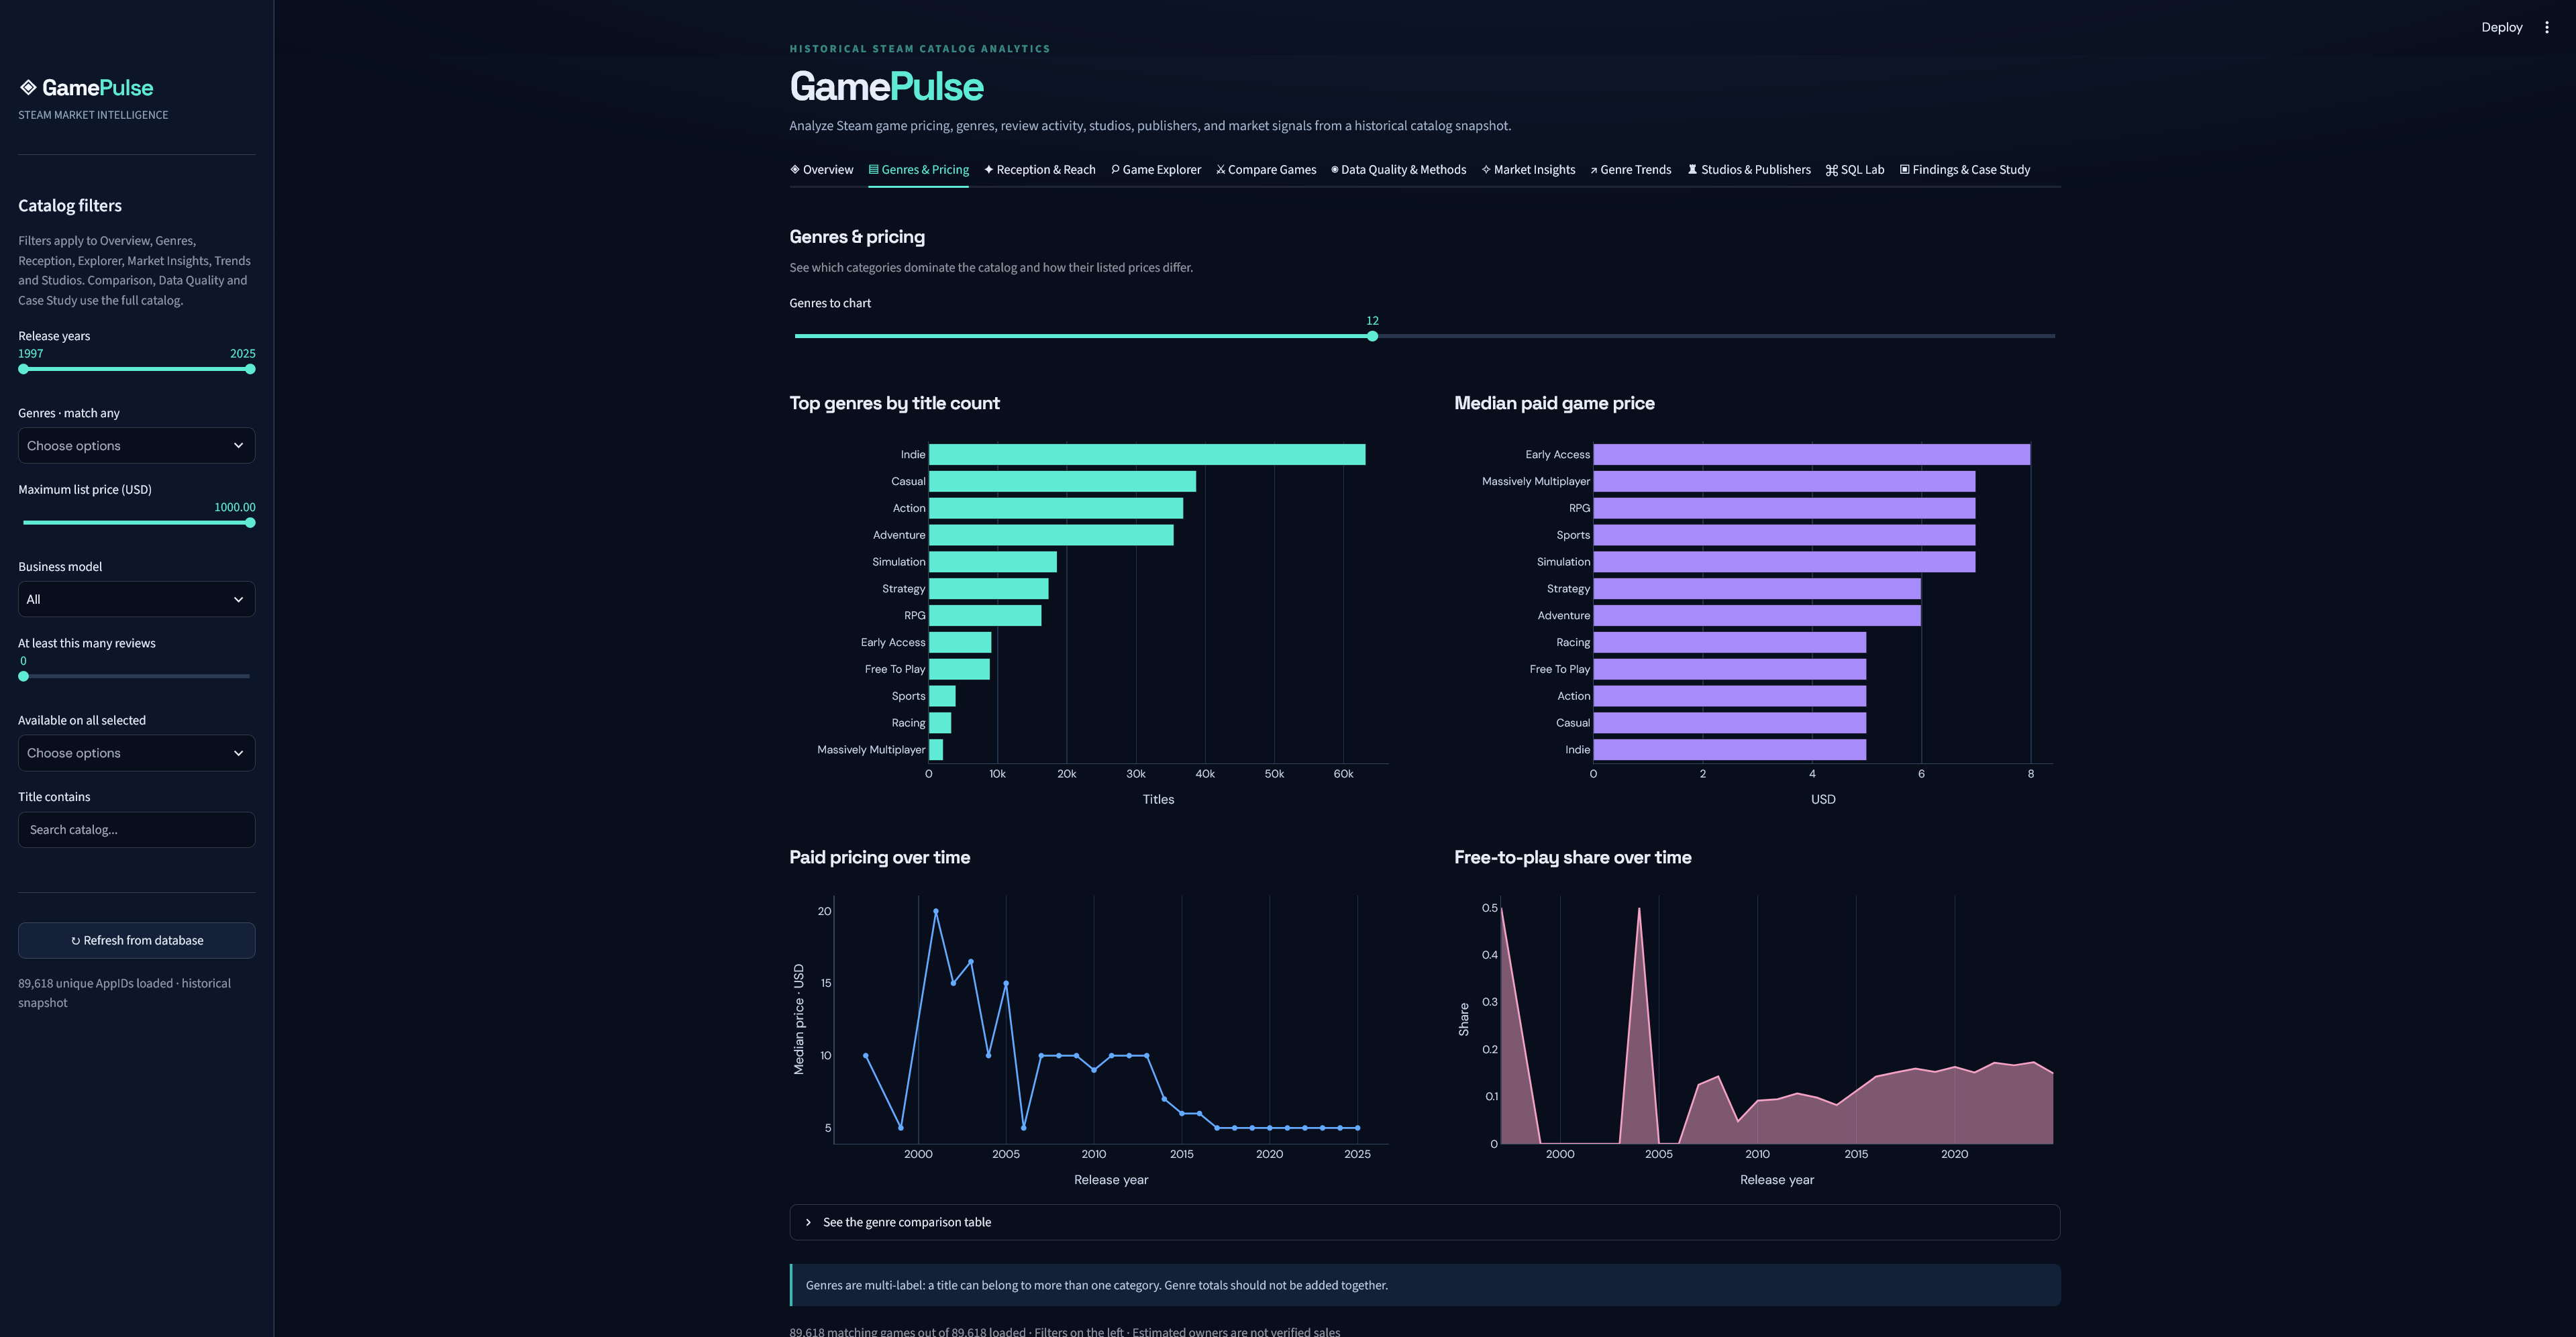 Deploy
GamePulse
STEAM MARKET INTELLIGENCE
Catalog filters
Filters apply to Overview, Genres,
Reception, Explorer, Market Insights, Trends
and Studios. Comparison, Data Quality and
Case Study use the full catalog.
Release years
1997 2025
Genres · match any
Choose options
Maximum list price (USD)
1000.00
Business model
All
At least this many reviews
0
Available on all selected
Choose options
Title contains
Search catalog...
↻ Refresh from database
89,618 unique AppIDs loaded · historical
snapshot
HISTORICAL STEAM CATALOG ANALYTICS
GamePulse
Analyze Steam game pricing, genres, review activity, studios, publishers, and market signals from a historical catalog snapshot.
Overview Genres & Pricing Reception & Reach Game Explorer Compare Games Data Quality & Methods Market Insights Genre Trends Studios & Publishers SQL Lab Findings & Case Study
Genres & pricing
See which categories dominate the catalog and how their listed prices differ.
Genres to chart
12
Top genres by title count
Indie
Casual
Action
Adventure
Simulation
Strategy
RPG
Early Access
Free To Play
Sports
Racing
Massively Multiplayer
0 10k 20k 30k 40k 50k 60k
Titles
Median paid game price
Early Access
Massively Multiplayer
RPG
Sports
Simulation
Strategy
Adventure
Racing
Free To Play
Action
Casual
Indie
0 2 4 6 8
USD
Paid pricing over time
Median price · USD
20
15
10
5
2000 2005 2010 2015 2020 2025
Release year
Free-to-play share over time
Share
0.5
0.4
0.3
0.2
0.1
0
2000 2005 2010 2015 2020
Release year
See the genre comparison table
Genres are multi-label: a title can belong to more than one category. Genre totals should not be added together.
89,618 matching games out of 89,618 loaded · Filters on the left · Estimated owners are not verified sales